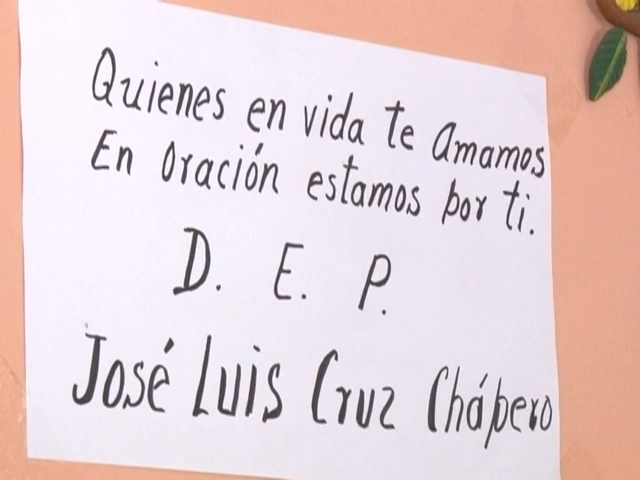 Quienes en vida te amamos
En oración estamos por ti.
D. E. P.
José Luis Cruz Chápero